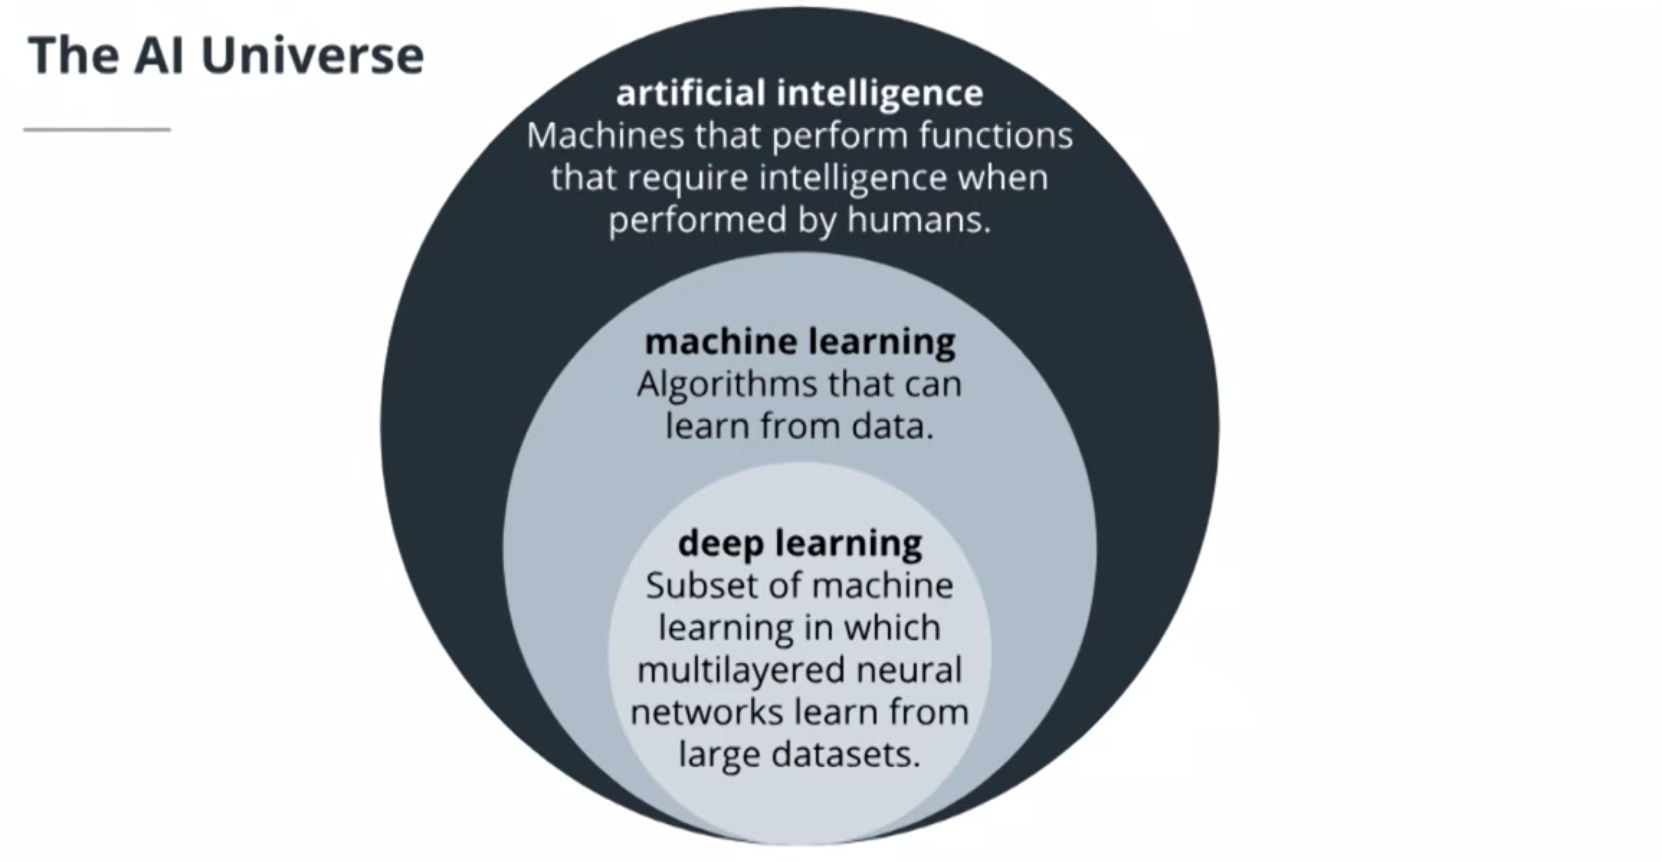 The AI Universe
artificial intelligence
Machines that perform functions
that require intelligence when
performed by humans.
machine learning
Algorithms that can
learn from data.
deep learning
Subset of machine
learning in which
multilayered neural
networks learn from
large datasets.